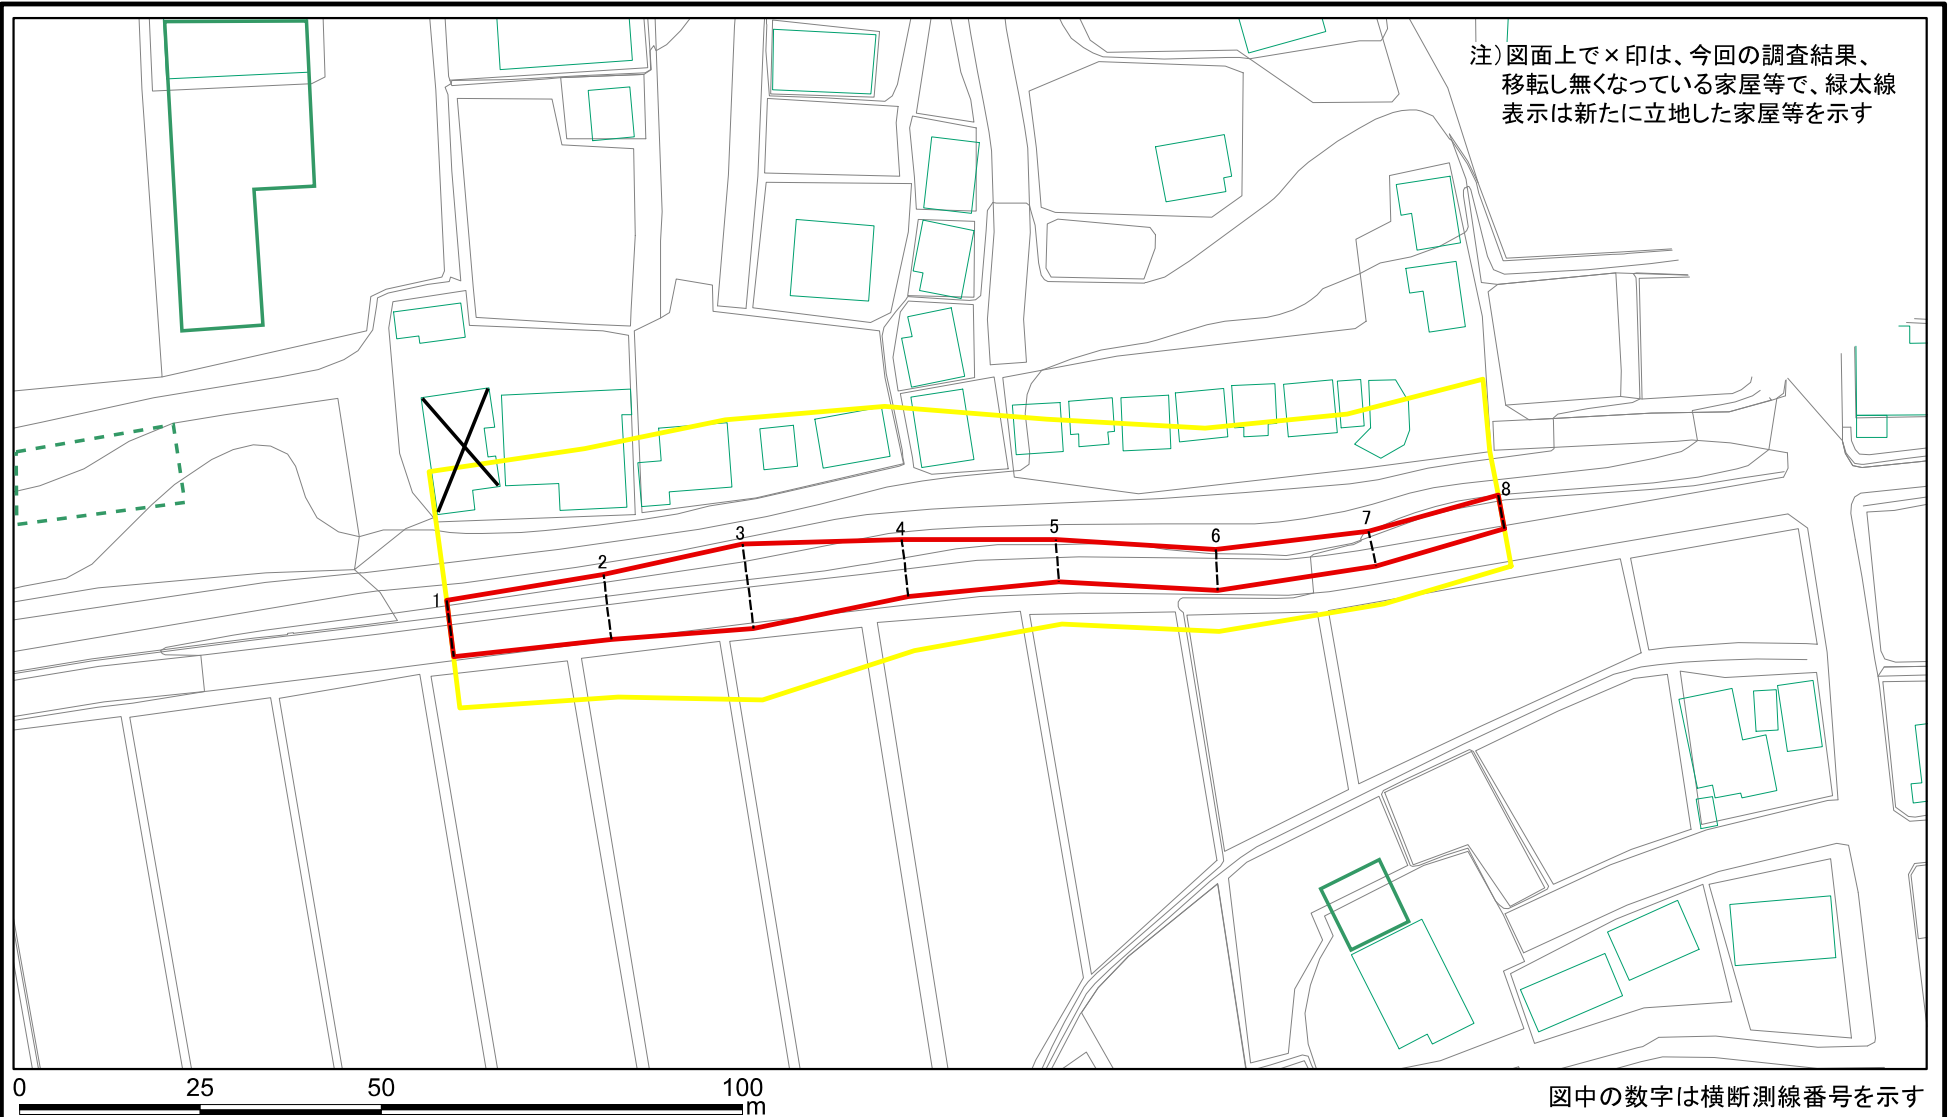 注)図面上で×印は、今回の調査結果、
移転し無くなっている家屋等で、緑太線
表示は新たに立地した家屋等を示す
8
7
3
4
5
6
2
1
0 25 50 100
m
図中の数字は横断測線番号を示す